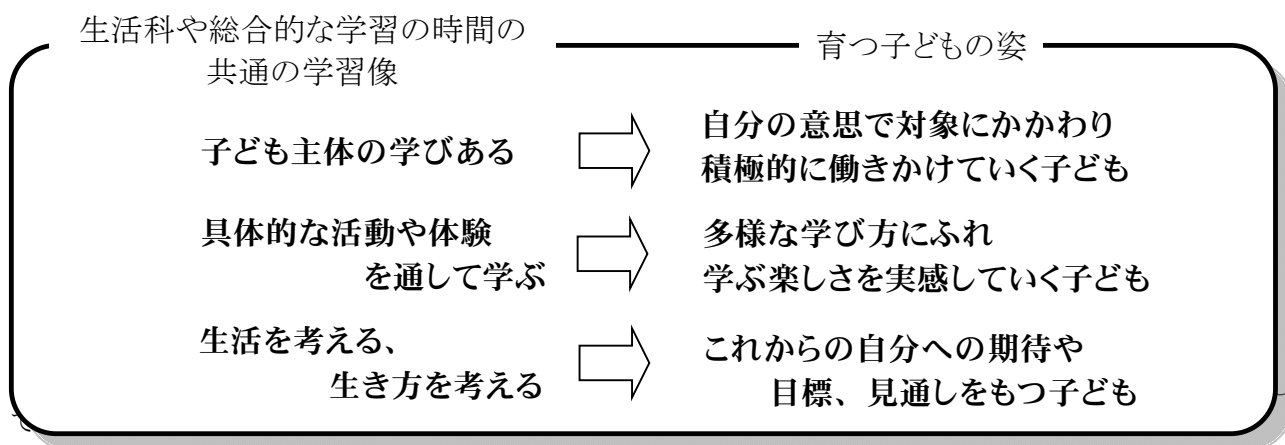 生活科や総合的な学習の時間の
共通の学習像
育つ子どもの姿
子ども主体の学びある
自分の意思で対象にかかわり
積極的に働きかけていく子ども
具体的な活動や体験
を通して学ぶ
多様な学び方にふれ
学ぶ楽しさを実感していく子ども
生活を考える、
生き方を考える
これからの自分への期待や
目標、見通しをもつ子ども